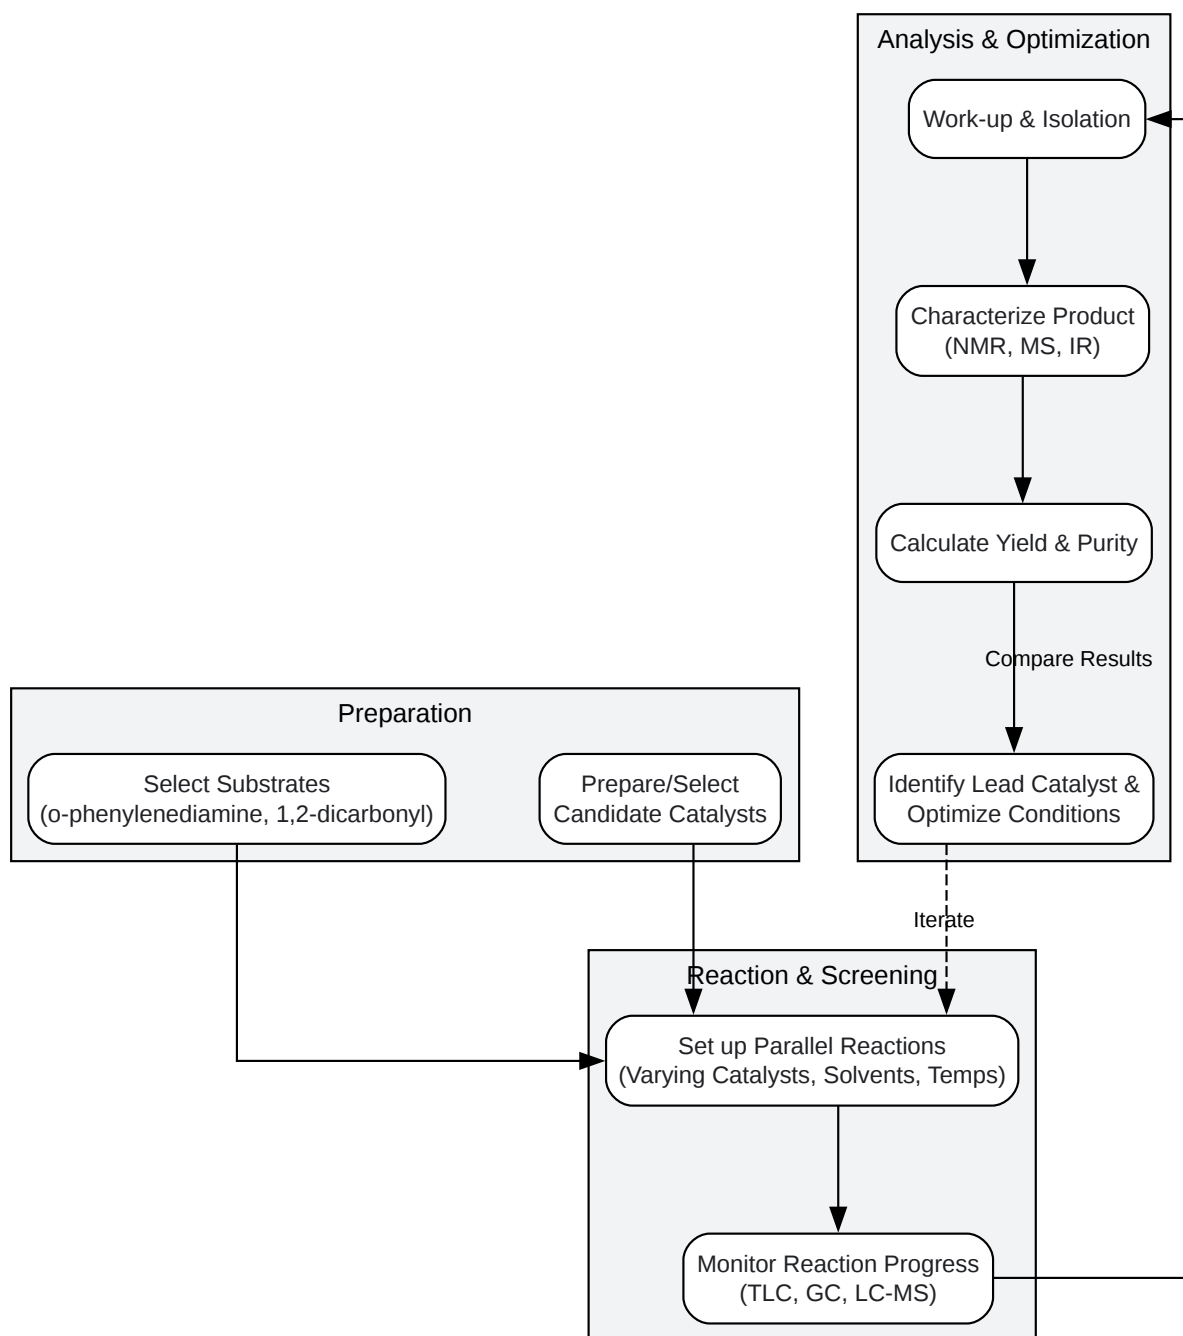 Analysis & Optimization
Work-up & Isolation
Characterize Product
(NMR, MS, IR)
Calculate Yield & Purity
Compare Results
Identify Lead Catalyst &
Optimize Conditions
Preparation
Select Substrates
(o-phenylenediamine, 1,2-dicarbonyl)
Prepare/Select
Candidate Catalysts
Iterate
Reaction & Screening
Set up Parallel Reactions
(Varying Catalysts, Solvents, Temps)
Monitor Reaction Progress
(TLC, GC, LC-MS)